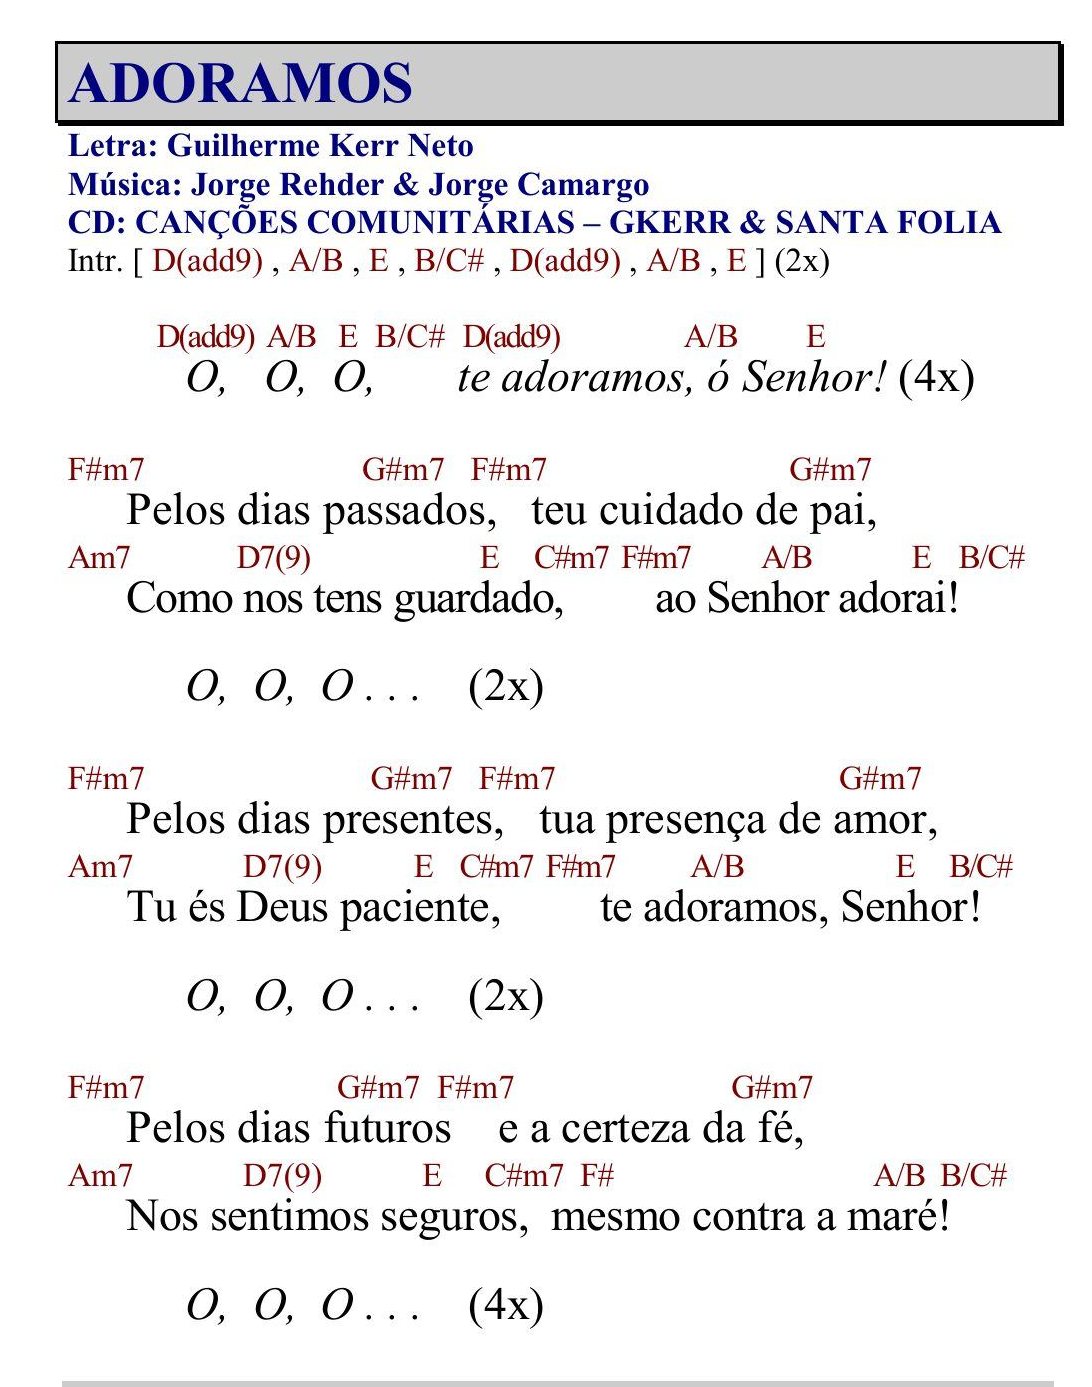 ADORAMOS
Letra: Guilherme Kerr Neto
Música: Jorge Rehder & Jorge Camargo
CD: CANÇÕES COMUNITÁRIAS – GKERR & SANTA FOLIA
Intr. [ D(add9) , A/B , E , B/C# , D(add9) , A/B , E ] (2x)
D(add9) A/B E B/C# D(add9) A/B E
O, O, O, te adoramos, ó Senhor! (4x)
F#m7 G#m7 F#m7 G#m7
Pelos dias passados, teu cuidado de pai,
Am7 D7(9) E C#m7 F#m7 A/B E B/C#
Como nos tens guardado, ao Senhor adorai!
O, O, O . . . (2x)
F#m7 G#m7 F#m7 G#m7
Pelos dias presentes, tua presença de amor,
Am7 D7(9) E C#m7 F#m7 A/B E B/C#
Tu és Deus paciente, te adoramos, Senhor!
O, O, O . . . (2x)
F#m7 G#m7 F#m7 G#m7
Pelos dias futuros e a certeza da fé,
Am7 D7(9) E C#m7 F# A/B B/C#
Nos sentimos seguros, mesmo contra a maré!
O, O, O . . . (4x)